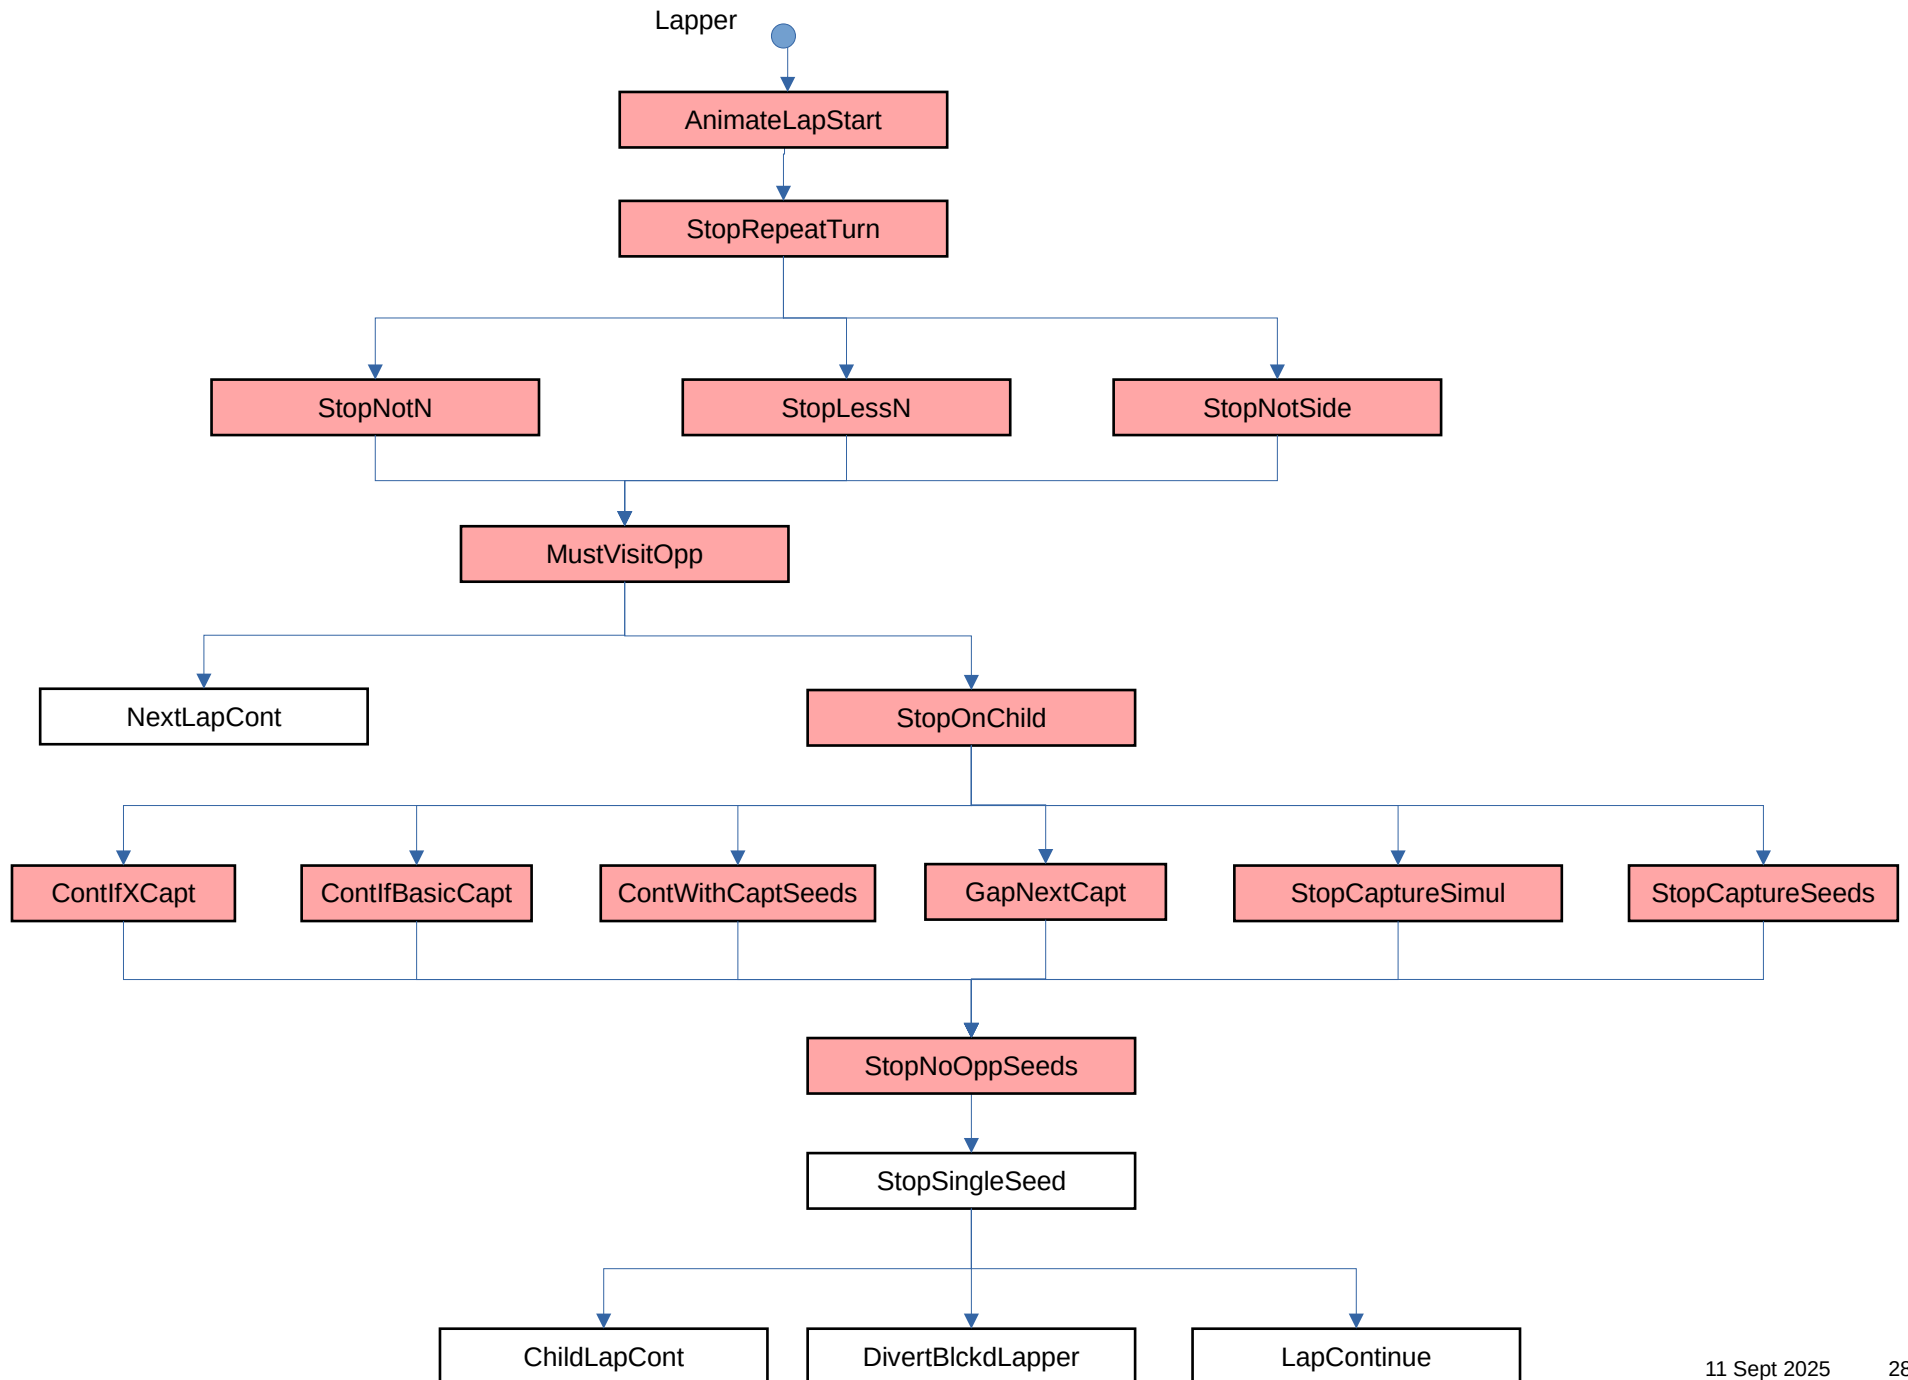 Lapper
AnimateLapStart
StopRepeatTurn
StopNotN
StopLessN
StopNotSide
MustVisitOpp
NextLapCont
StopOnChild
ContIfXCapt
ContIfBasicCapt
ContWithCaptSeeds
GapNextCapt
StopCaptureSimul
StopCaptureSeeds
StopNoOppSeeds
StopSingleSeed
ChildLapCont
DivertBlckdLapper
LapContinue
11 Sept 2025
28